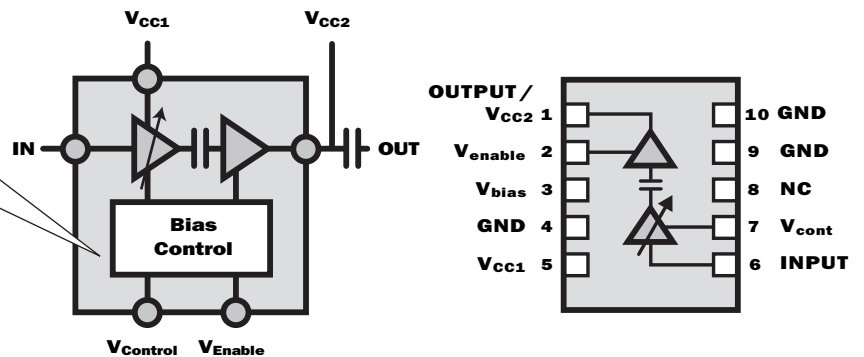 VCC1
VCC2
IN
OUT
Bias
Control
VControl
VEnable
OUTPUT/
VCC2 1
Venable 2
Vbias 3
GND 4
VCC1 5
10 GND
9 GND
8 NC
7 Vcont
6 INPUT